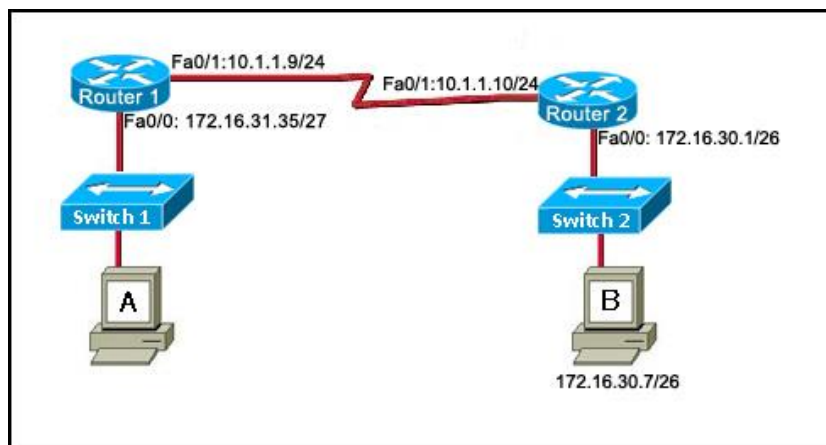 Fa0/1:10.1.1.9/24
Fa0/1:10.1.1.10/24
Router 1
Router 2
Fa0/0: 172.16.31.35/27
Fa0/0: 172.16.30.1/26
Switch 1
Switch 2
A
B
172.16.30.7/26